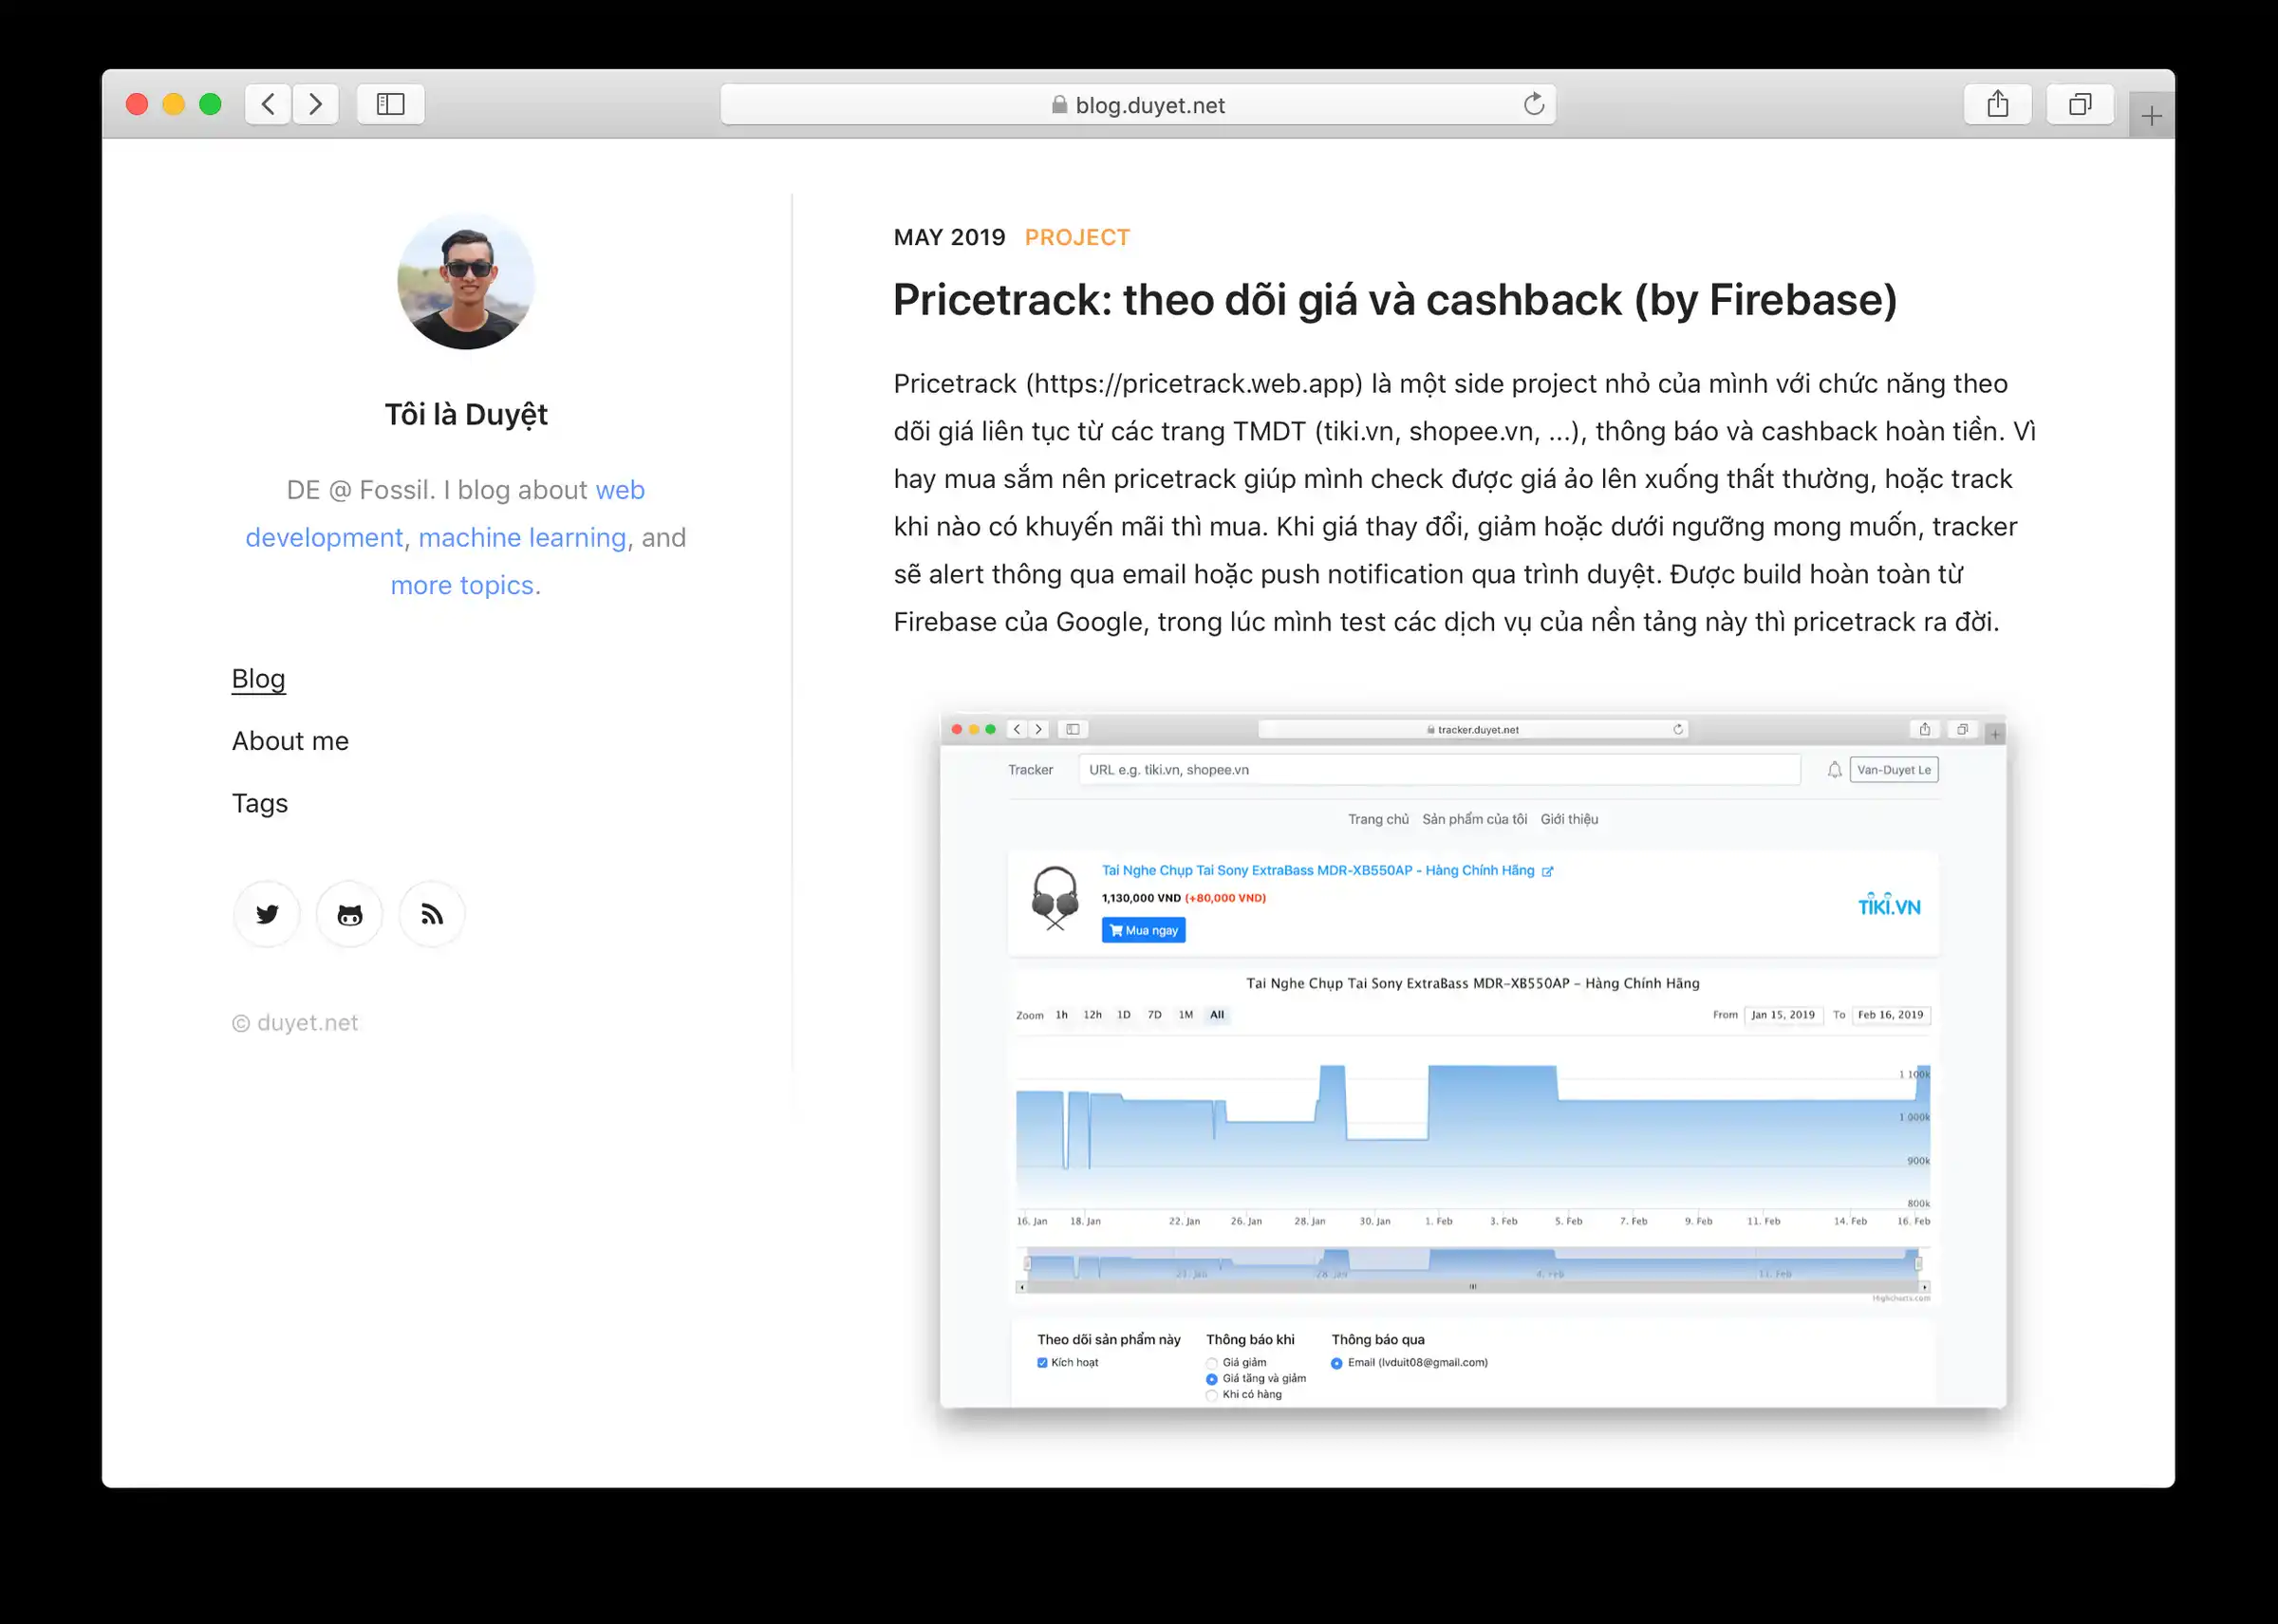 blog.duyet.net
Tôi là Duyệt
DE @ Fossil. I blog about web
development, machine learning, and
more topics.
Blog
About me
Tags
© duyet.net
MAY 2019 PROJECT
Pricetrack: theo dõi giá và cashback (by Firebase)
Pricetrack (https://pricetrack.web.app) là một side project nhỏ của mình với chức năng theo
dõi giá liên tục từ các trang TMDT (tiki.vn, shopee.vn, ...), thông báo và cashback hoàn tiền. Vì
hay mua sắm nên pricetrack giúp mình check được giá ảo lên xuống thất thường, hoặc track
khi nào có khuyến mãi thì mua. Khi giá thay đổi, giảm hoặc dưới ngưỡng mong muốn, tracker
sẽ alert thông qua email hoặc push notification qua trình duyệt. Được build hoàn toàn từ
Firebase của Google, trong lúc mình test các dịch vụ của nền tảng này thì pricetrack ra đời.
tracker.duyet.net
Tracker URL e.g. tiki.vn, shopee.vn Van-Duyet Le
Trang chủ Sản phẩm của tôi Giới thiệu
Tai Nghe Chụp Tai Sony ExtraBass MDR-XB550AP - Hàng Chính Hãng
1,130,000 VND (+80,000 VND)
Mua ngay
TIKI.VN
Tai Nghe Chụp Tai Sony ExtraBass MDR-XB550AP – Hàng Chính Hãng
Zoom 1h 12h 1D 7D 1M All From Jan 15, 2019 To Feb 16, 2019
1 100k
1 000k
900k
800k
16. Jan 18. Jan 22. Jan 26. Jan 28. Jan 30. Jan 1. Feb 3. Feb 5. Feb 7. Feb 9. Feb 11. Feb 14. Feb 16. Feb
21. Jan 28. Jan 4. Feb 11. Feb
Highcharts.com
Theo dõi sản phẩm này Thông báo khi Thông báo qua
Kích hoạt Giá giảm Email (lvduit08@gmail.com)
Giá tăng và giảm
Khi có hàng